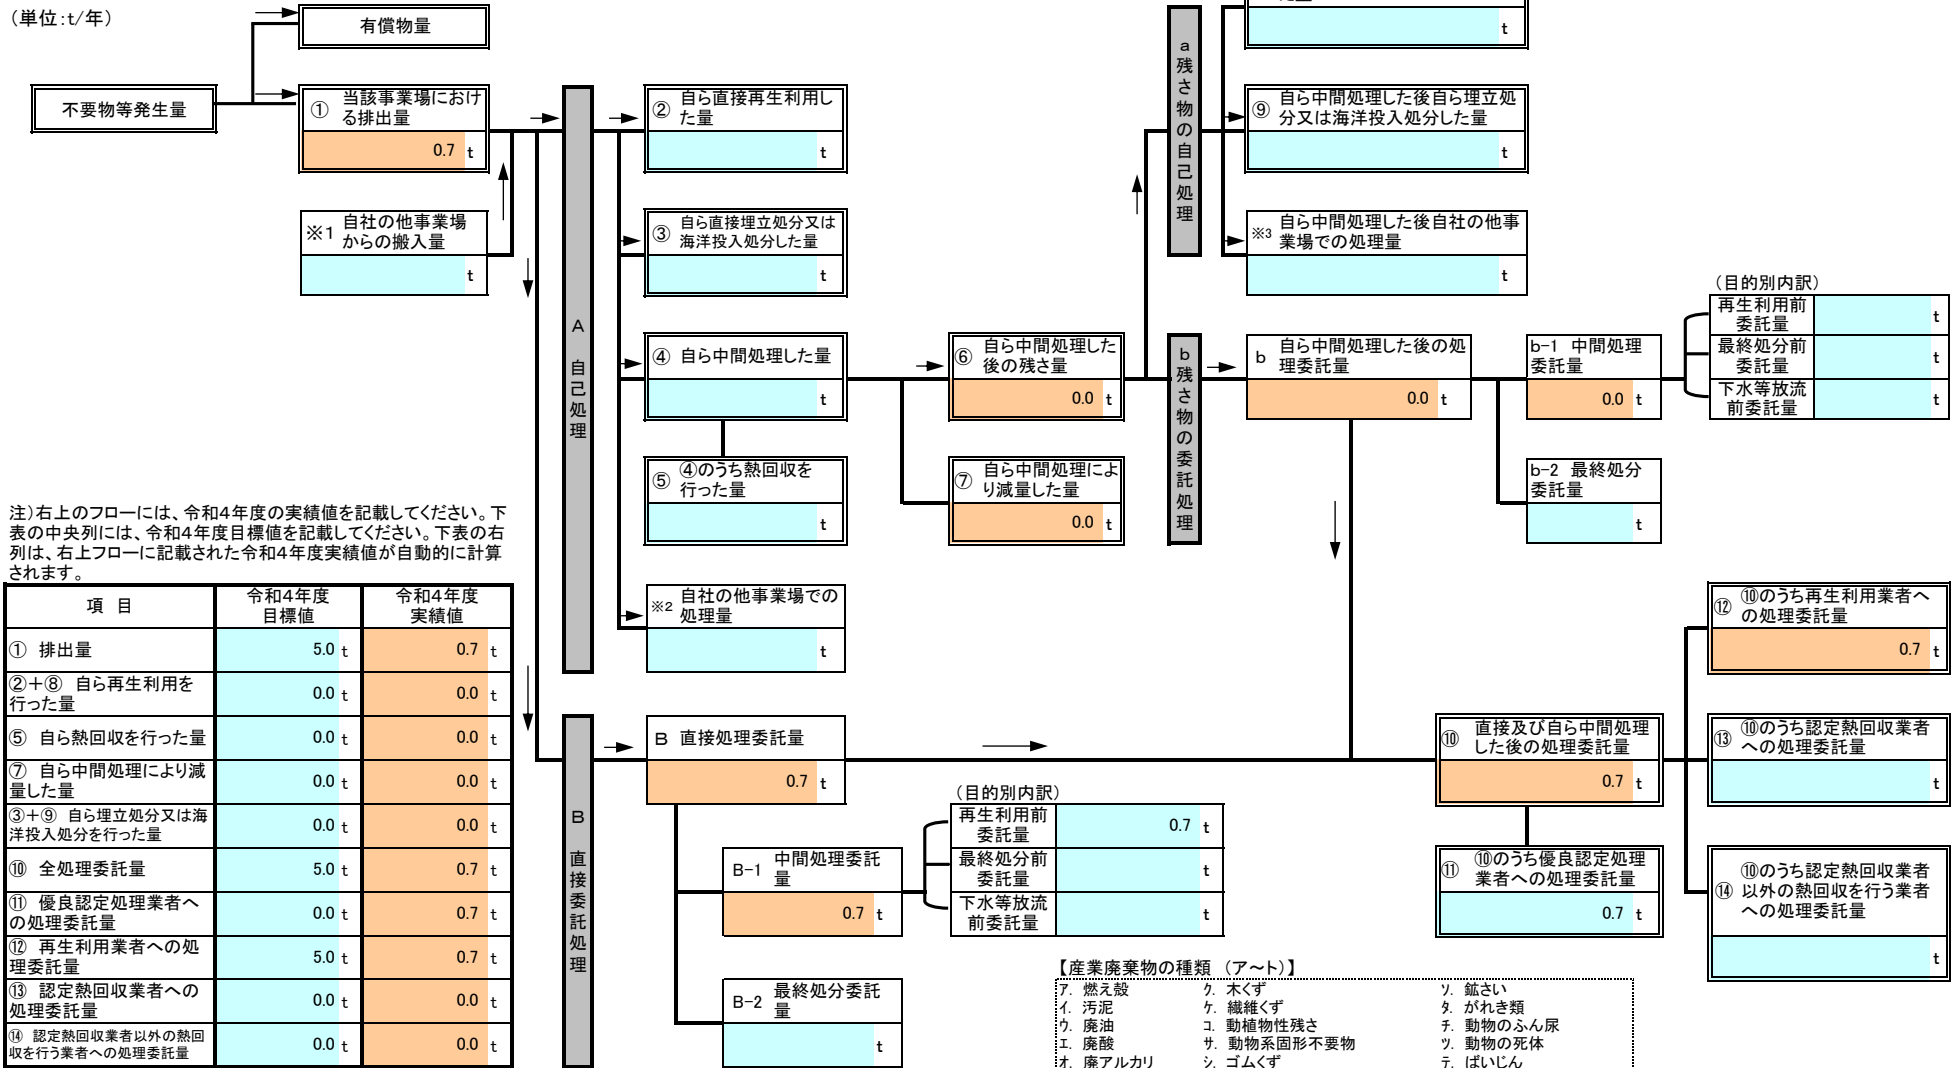 (単位:t/年)
有償物量
不要物等発生量
① 当該事業場におけ
る排出量
0.7 t
※1 自社の他事業場
からの搬入量
t
A 自己処理
② 自ら直接再生利用し
た量
t
③ 自ら直接埋立処分又は
海洋投入処分した量
t
④ 自ら中間処理した量
t
⑤ ④のうち熱回収を
行った量
t
※2 自社の他事業場での
処理量
t
⑥ 自ら中間処理した
後の残さ量
0.0 t
⑦ 自ら中間処理によ
り減量した量
0.0 t
a 残さ物の自己処理
t
⑨ 自ら中間処理した後自ら埋立処
分又は海洋投入処分した量
t
※3 自ら中間処理した後自社の他事
業場での処理量
t
b 残さ物の委託処理
b 自ら中間処理した後の処
理委託量
0.0 t
b-1 中間処理
委託量
0.0 t
b-2 最終処分
委託量
t
(目的別内訳)
再生利用前
委託量
t
最終処分前
委託量
t
下水等放流
前委託量
t
注)右上のフローには、令和4年度の実績値を記載してください。下
表の中央列には、令和4年度目標値を記載してください。下表の右
列は、右上フローに記載された令和4年度実績値が自動的に計算
されます。
項 目 令和4年度
目標値 令和4年度
実績値
① 排出量 5.0 t 0.7 t
②+⑧ 自ら再生利用を
行った量 0.0 t 0.0 t
⑤ 自ら熱回収を行った量 0.0 t 0.0 t
⑦ 自ら中間処理により減
量した量 0.0 t 0.0 t
③+⑨ 自ら埋立処分又は海
洋投入処分を行った量 0.0 t 0.0 t
⑩ 全処理委託量 5.0 t 0.7 t
⑪ 優良認定処理業者へ
の処理委託量 0.0 t 0.7 t
⑫ 再生利用業者への処
理委託量 5.0 t 0.7 t
⑬ 認定熱回収業者への
処理委託量 0.0 t 0.0 t
⑭ 認定熱回収業者以外の熱回
収を行う業者への処理委託量 0.0 t 0.0 t
B 直接委託処理
B 直接処理委託量
0.7 t
B-1 中間処理委託
量
0.7 t
B-2 最終処分委託
量
t
(目的別内訳)
再生利用前
委託量
0.7 t
最終処分前
委託量
t
下水等放流
前委託量
t
⑩ 直接及び自ら中間処理
した後の処理委託量
0.7 t
⑪ ⑩のうち優良認定処理
業者への処理委託量
0.7 t
⑫ ⑩のうち再生利用業者へ
の処理委託量
0.7 t
⑬ ⑩のうち認定熱回収業者
への処理委託量
t
⑭ ⑩のうち認定熱回収業者
以外の熱回収を行う業者
への処理委託量
t
【産業廃棄物の種類 (ア~ト)】
ア. 燃え殻 ク. 木くず ソ. 鉱さい
イ. 汚泥 ケ. 繊維くず タ. がれき類
ウ. 廃油 コ. 動植物性残さ チ. 動物のふん尿
エ. 廃酸 サ. 動物系固形不要物 ツ. 動物の死体
オ. 廃アルカリ シ. ゴムくず テ. ばいじん